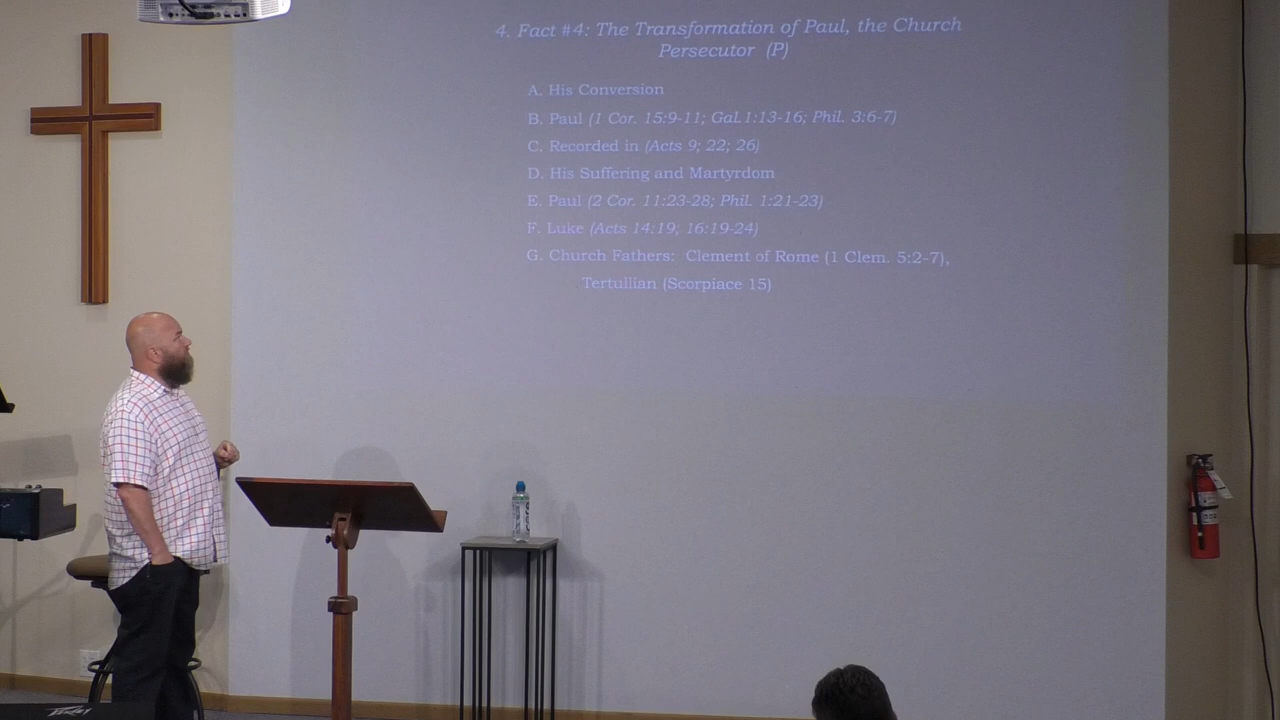 4. Fact #4: The Transformation of Paul, the Church
Persecutor (P)
A. His Conversion
B. Paul (1 Cor. 15:9-11; Gal.1:13-16; Phil. 3:6-7)
C. Recorded in (Acts 9; 22; 26)
D. His Suffering and Martyrdom
E. Paul (2 Cor. 11:23-28; Phil. 1:21-23)
F. Luke (Acts 14:19; 16:19-24)
G. Church Fathers: Clement of Rome (1 Clem. 5:2-7),
Tertullian (Scorpiace 15)
core
PEAVEY